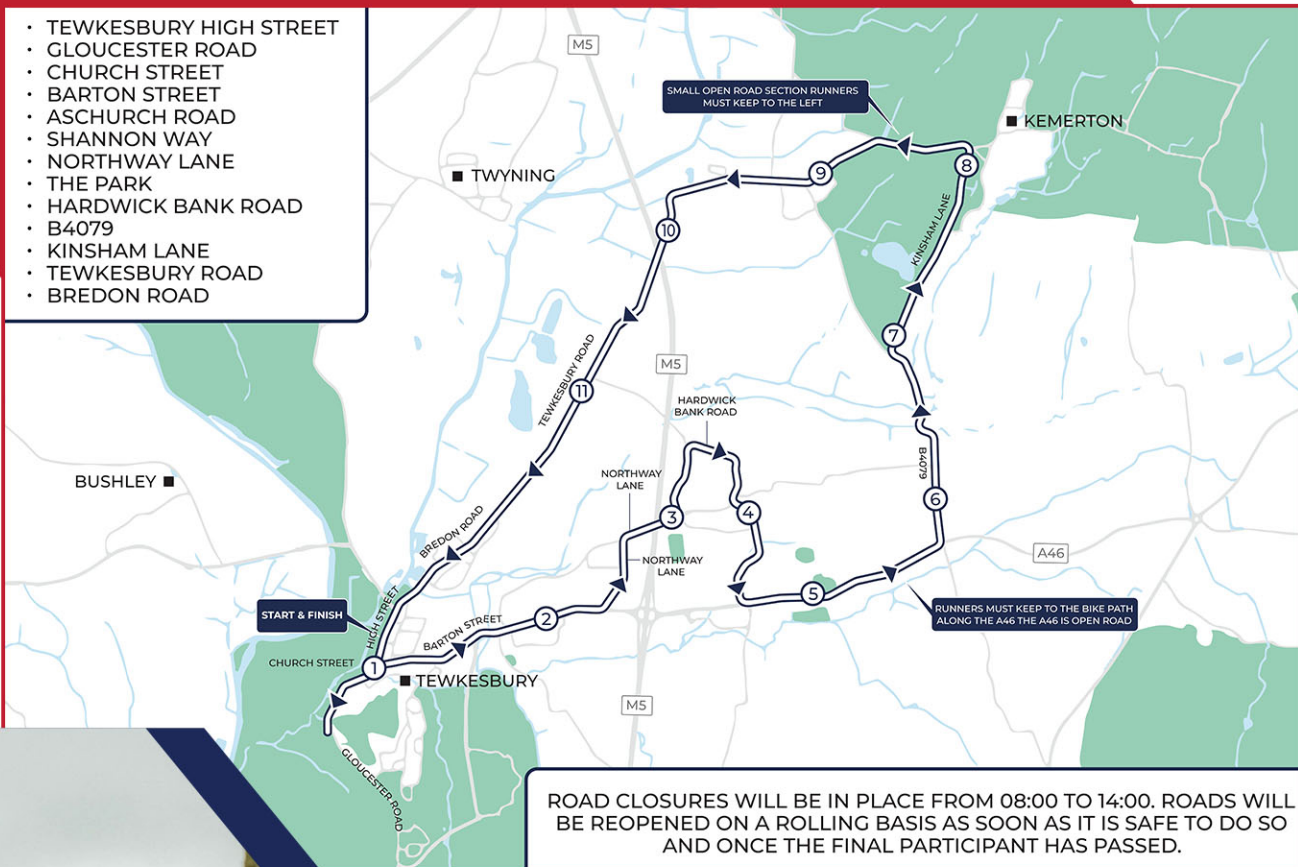 · TEWKESBURY HIGH STREET
· GLOUCESTER ROAD
· CHURCH STREET
· BARTON STREET
· ASCHURCH ROAD
· SHANNON WAY
· NORTHWAY LANE
· THE PARK
· HARDWICK BANK ROAD
· B4079
· KINSHAM LANE
· TEWKESBURY ROAD
· BREDON ROAD
M5
SMALL OPEN ROAD SECTION RUNNERS
MUST KEEP TO THE LEFT
KEMERTON
TWYNING
9
8
KINSHAM LANE
10
7
TEWKESBURY ROAD
11
M5
HARDWICK
BANK ROAD
BUSHLEY
NORTHWAY
LANE
3
4
B4079
6
BREDON ROAD
NORTHWAY
LANE
A46
5
START & FINISH
HIGH STREET
BARTON STREET
2
RUNNERS MUST KEEP TO THE BIKE PATH
ALONG THE A46 THE A46 IS OPEN ROAD
CHURCH STREET
1
TEWKESBURY
M5
GLOUCESTER ROAD
ROAD CLOSURES WILL BE IN PLACE FROM 08:00 TO 14:00. ROADS WILL
BE REOPENED ON A ROLLING BASIS AS SOON AS IT IS SAFE TO DO SO
AND ONCE THE FINAL PARTICIPANT HAS PASSED.